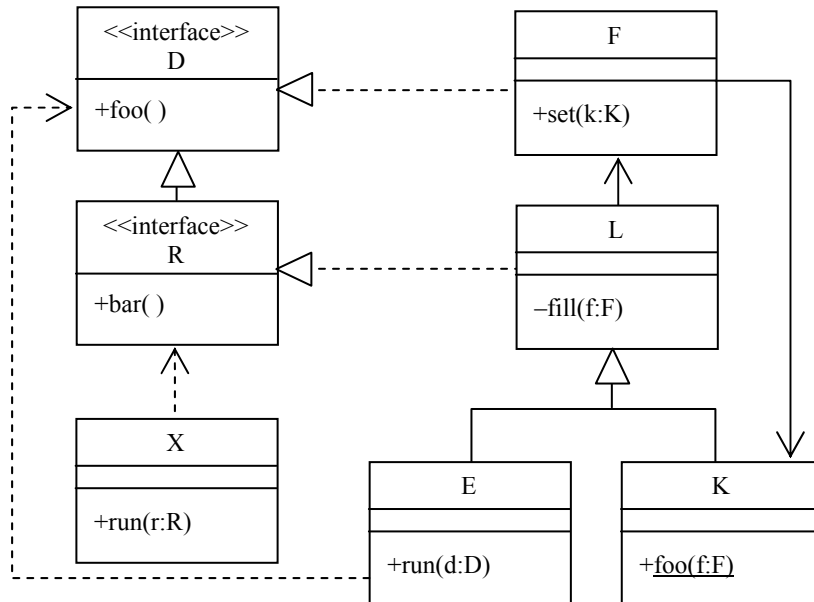 <<interface>>
D
+foo( )
F
+set(k:K)
<<interface>>
R
+bar( )
L
–fill(f:F)
X
+run(r:R)
E
+run(d:D)
K
+foo(f:F)